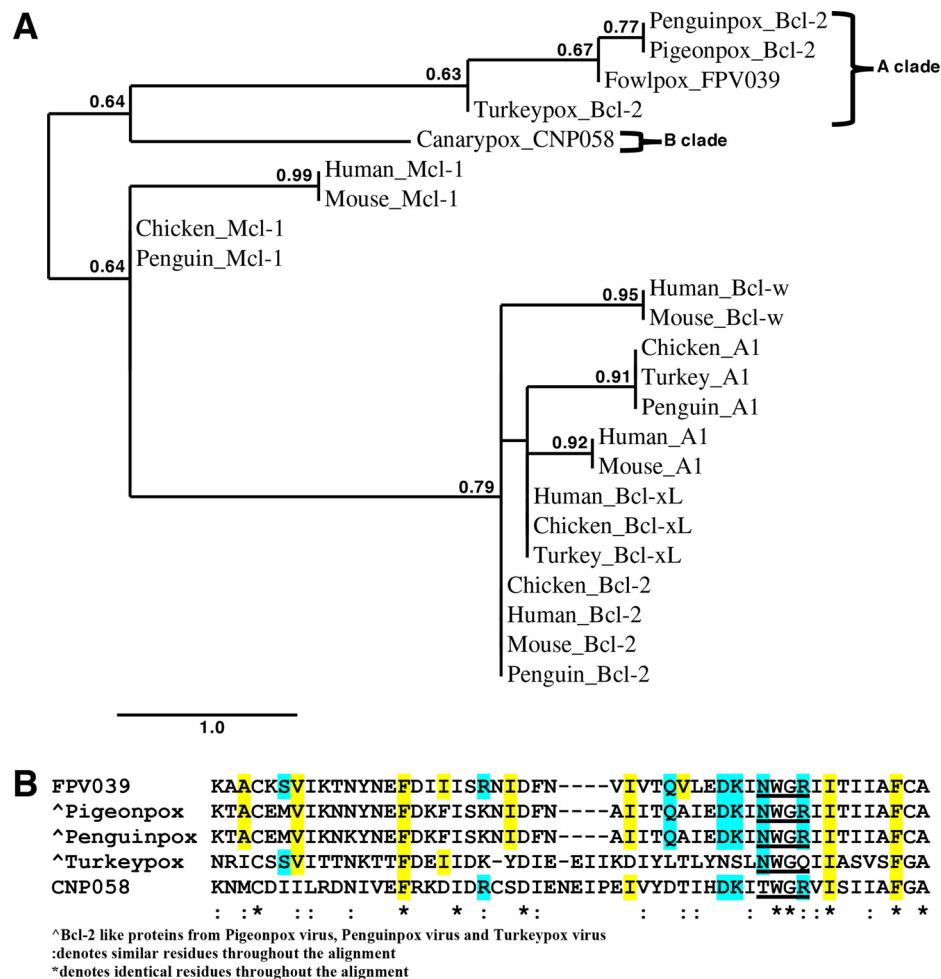 A
Penguinpox_Bcl-2
0.77
Pigeonpox_Bcl-2
0.67
A clade
Fowlpox_FPV039
0.63
Turkeypox_Bcl-2
0.64
Canarypox_CNP058
B clade
Human_Mcl-1
0.99
Mouse_Mcl-1
Chicken_Mcl-1
Penguin_Mcl-1
0.64
Human_Bcl-w
0.95
Mouse_Bcl-w
Chicken_A1
0.91
Turkey_A1
Penguin_A1
Human_A1
0.92
Mouse_A1
0.79
Human_Bcl-xL
Chicken_Bcl-xL
Turkey_Bcl-xL
Chicken_Bcl-2
Human_Bcl-2
Mouse_Bcl-2
Penguin_Bcl-2
1.0
B
FPV039 KAACKSVIKTNYNEFDIIISRNIDFN----VIVTQVLEDKINWGRIITIIAFCA
^Pigeonpox KTACEMVIKTNYNEFDKFISKNIDFN----AIITQAIEDKINWGRIITIIAFCA
^Penguinpox KTACEMVIKNKYNEFDKFISKNIDFN----AIITQAIEDKINWGRIITIIAFCA
^Turkeypox NRICSSVITTNKTTFDEIIDK-YDIE-EIIKDIYLTLYNSLNWGQIIASVSFGA
CNP058 KNMCDIILRDNIVEFRKDIDRCSDIENEIPEIVYDTIHDKITWGRVISIIAFGA
: :* :: : * * : *: : :: : **::* : * *
^Bcl-2 like proteins from Pigeonpox virus, Penguinpox virus and Turkeypox virus
:denotes similar residues throughout the alignment
*denotes identical residues throughout the alignment